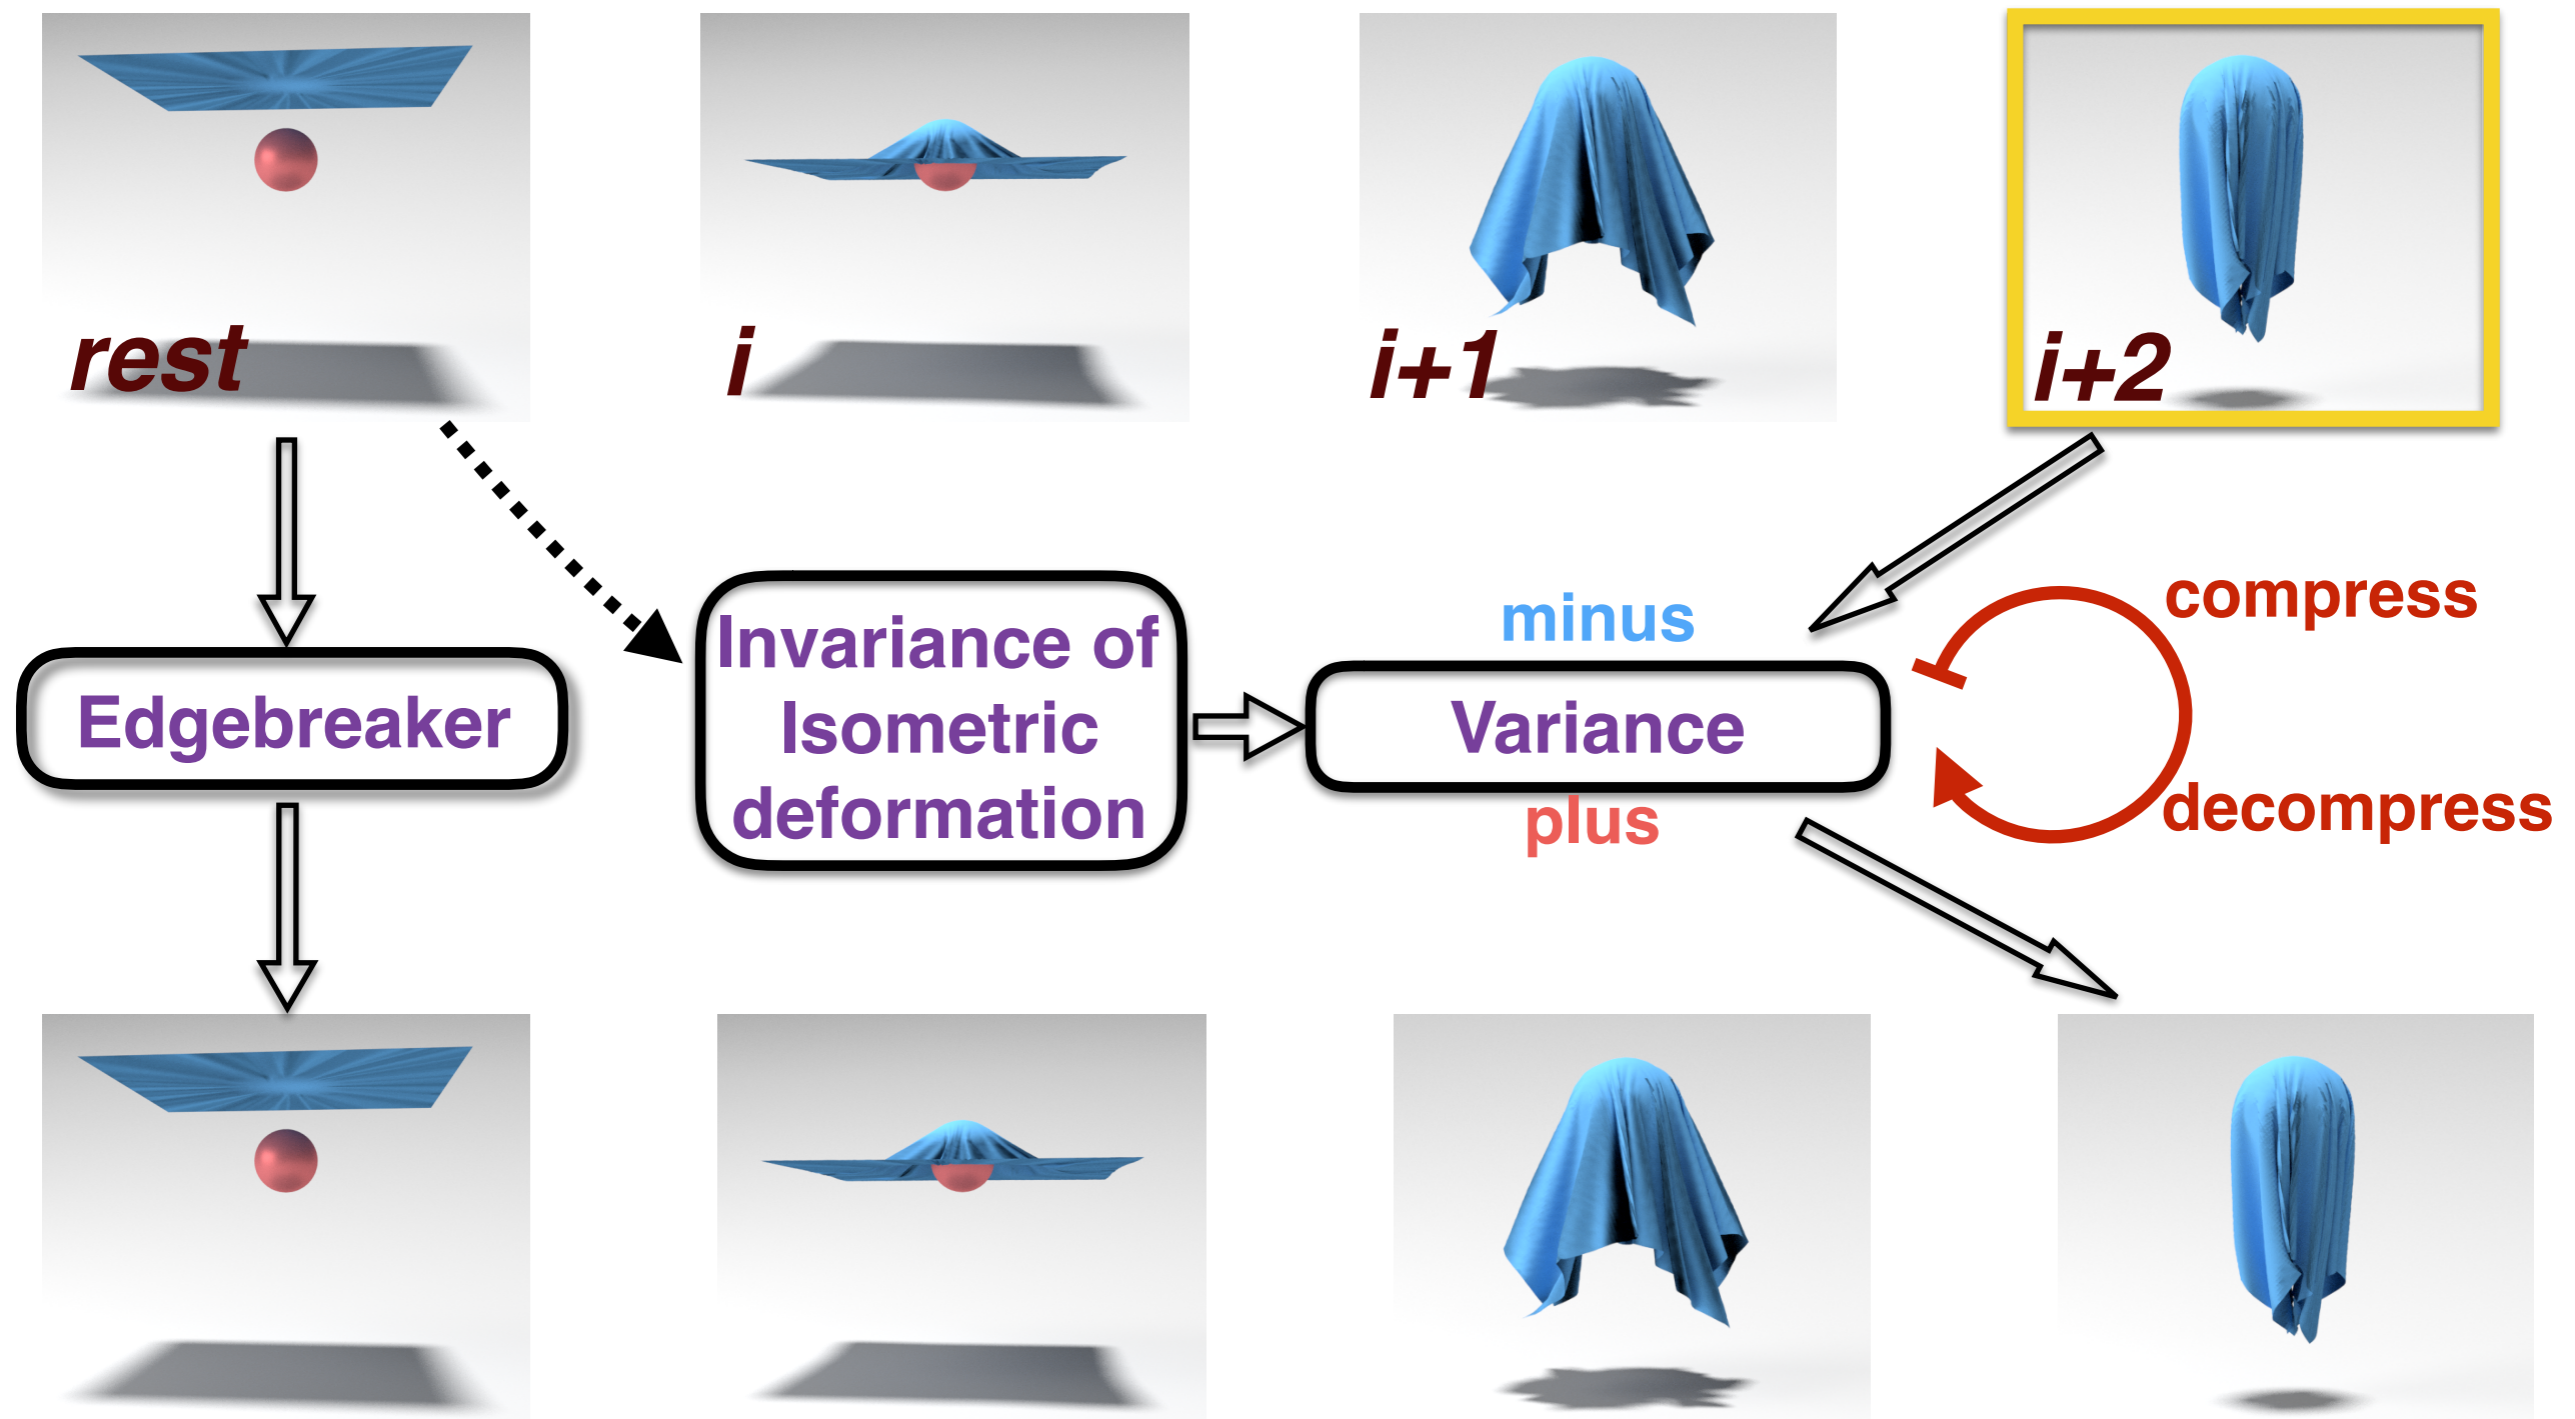 rest
i
i+1
i+2
Edgebreaker
Invariance of
Isometric
deformation
minus
Variance
plus
compress
decompress